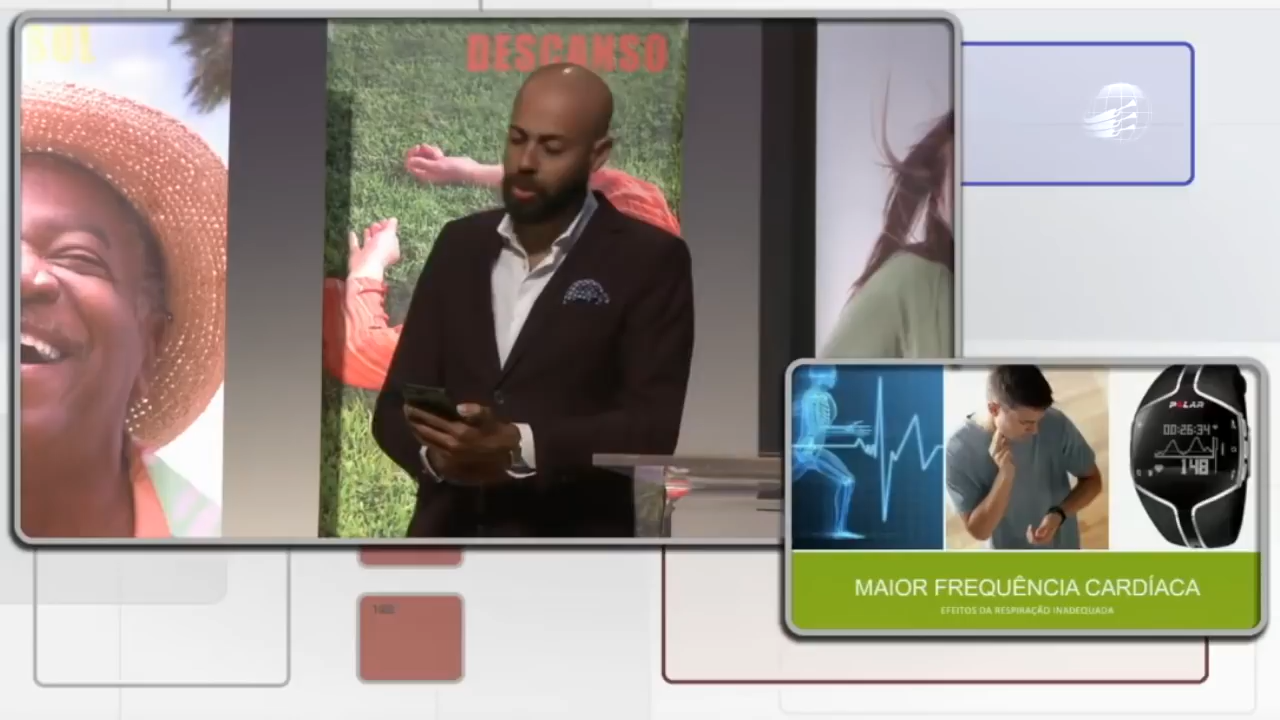 SOL
DESCANSO
POLAR
00:26:34
148
MAIOR FREQUÊNCIA CARDÍACA
EFEITOS DA RESPIRAÇÃO INADEQUADA